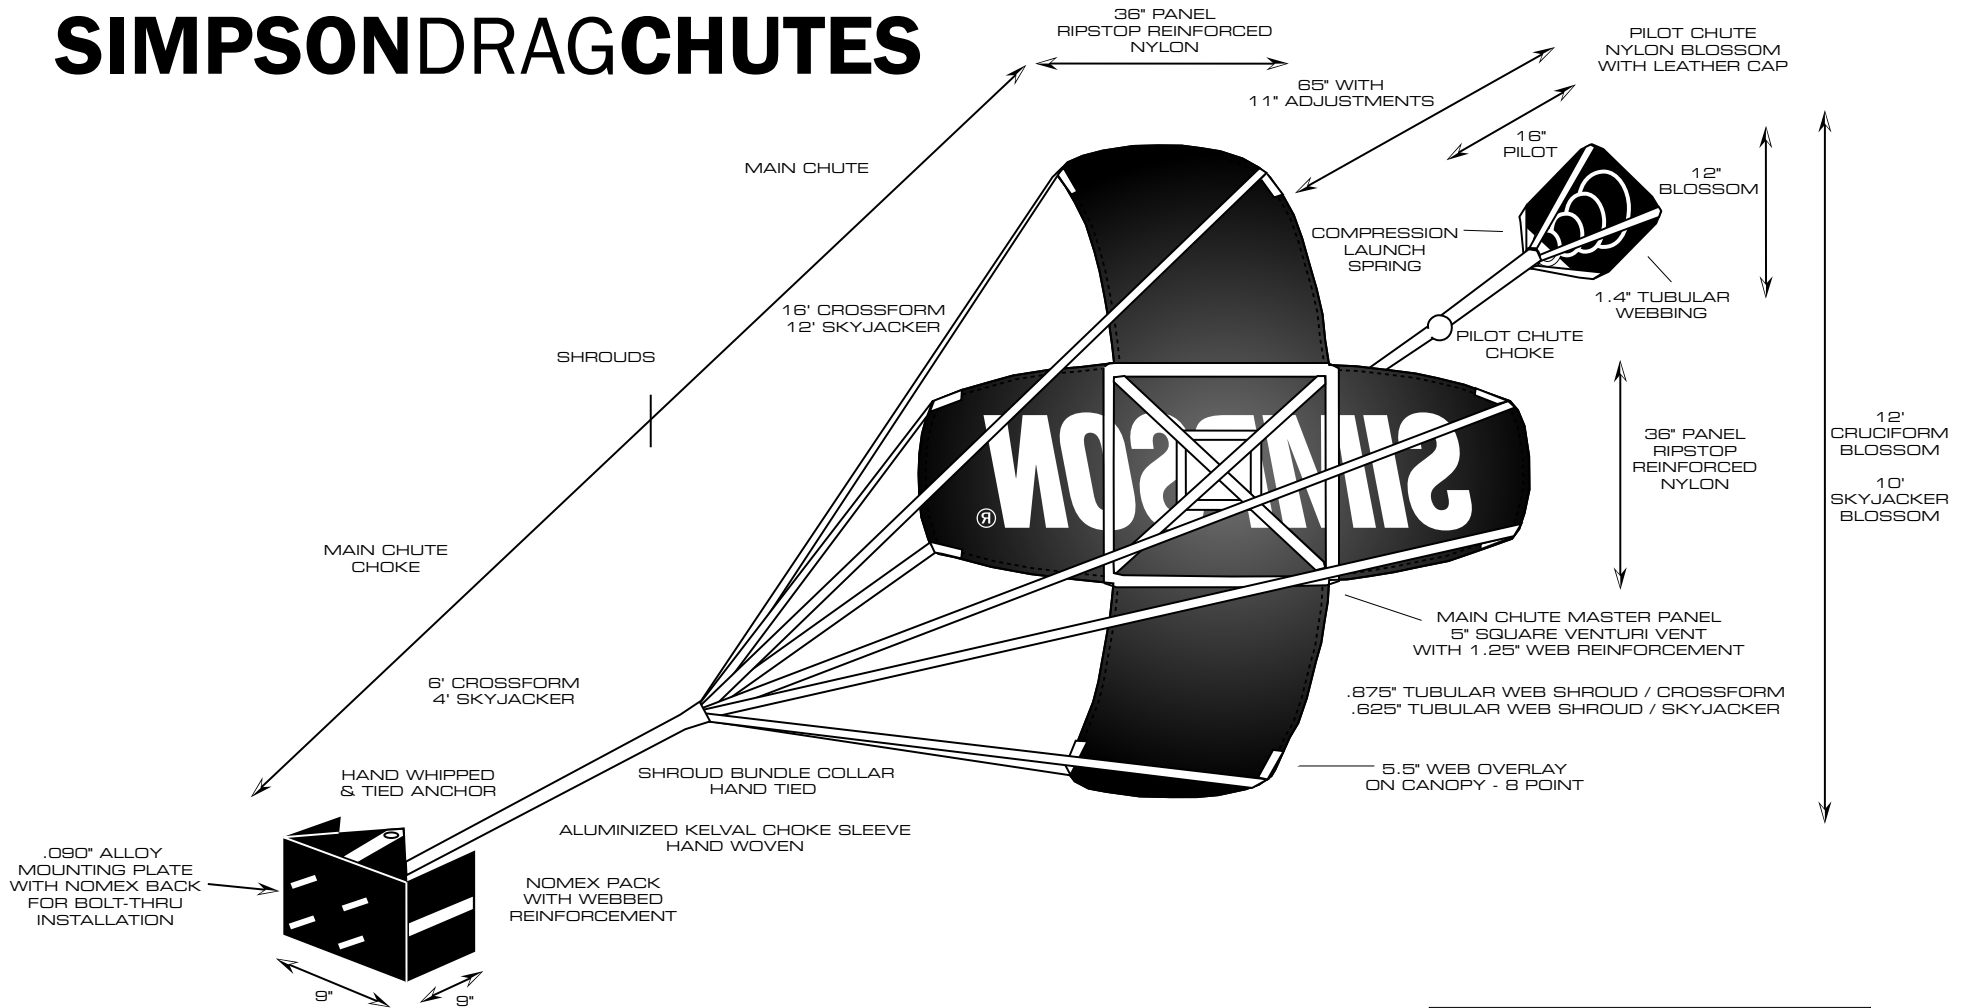 SIMPSONDRAGCHUTES
36" PANEL
RIPSTOP REINFORCED
NYLON
PILOT CHUTE
NYLON BLOSSOM
WITH LEATHER CAP
65" WITH
11" ADJUSTMENTS
16"
PILOT
12"
BLOSSOM
MAIN CHUTE
COMPRESSION
LAUNCH
SPRING
1.4" TUBULAR
WEBBING
16' CROSSFORM
12' SKYJACKER
PILOT CHUTE
CHOKE
SHROUDS
SIMPSON®
36" PANEL
RIPSTOP
REINFORCED
NYLON
12'
CRUCIFORM
BLOSSOM
10'
SKYJACKER
BLOSSOM
MAIN CHUTE
CHOKE
MAIN CHUTE MASTER PANEL
5" SQUARE VENTURI VENT
WITH 1.25" WEB REINFORCEMENT
6' CROSSFORM
4' SKYJACKER
.875" TUBULAR WEB SHROUD / CROSSFORM
.625" TUBULAR WEB SHROUD / SKYJACKER
HAND WHIPPED
& TIED ANCHOR
SHROUD BUNDLE COLLAR
HAND TIED
5.5" WEB OVERLAY
ON CANOPY - 8 POINT
ALUMINIZED KELVAL CHOKE SLEEVE
HAND WOVEN
.090" ALLOY
MOUNTING PLATE
WITH NOMEX BACK
FOR BOLT-THRU
INSTALLATION
NOMEX PACK
WITH WEBBED
REINFORCEMENT
9"
9"